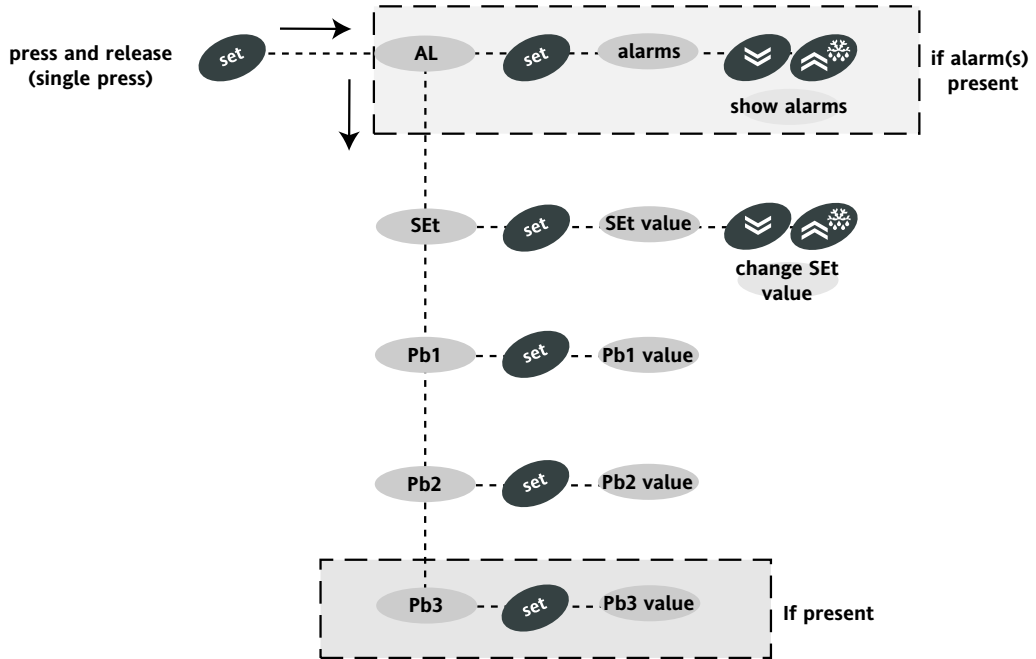 press and release
(single press)
set
AL
set
alarms
if alarm(s)
present
show alarms
SEt
set
SEt value
change SEt
value
Pb1
set
Pb1 value
Pb2
set
Pb2 value
Pb3
set
Pb3 value
If present